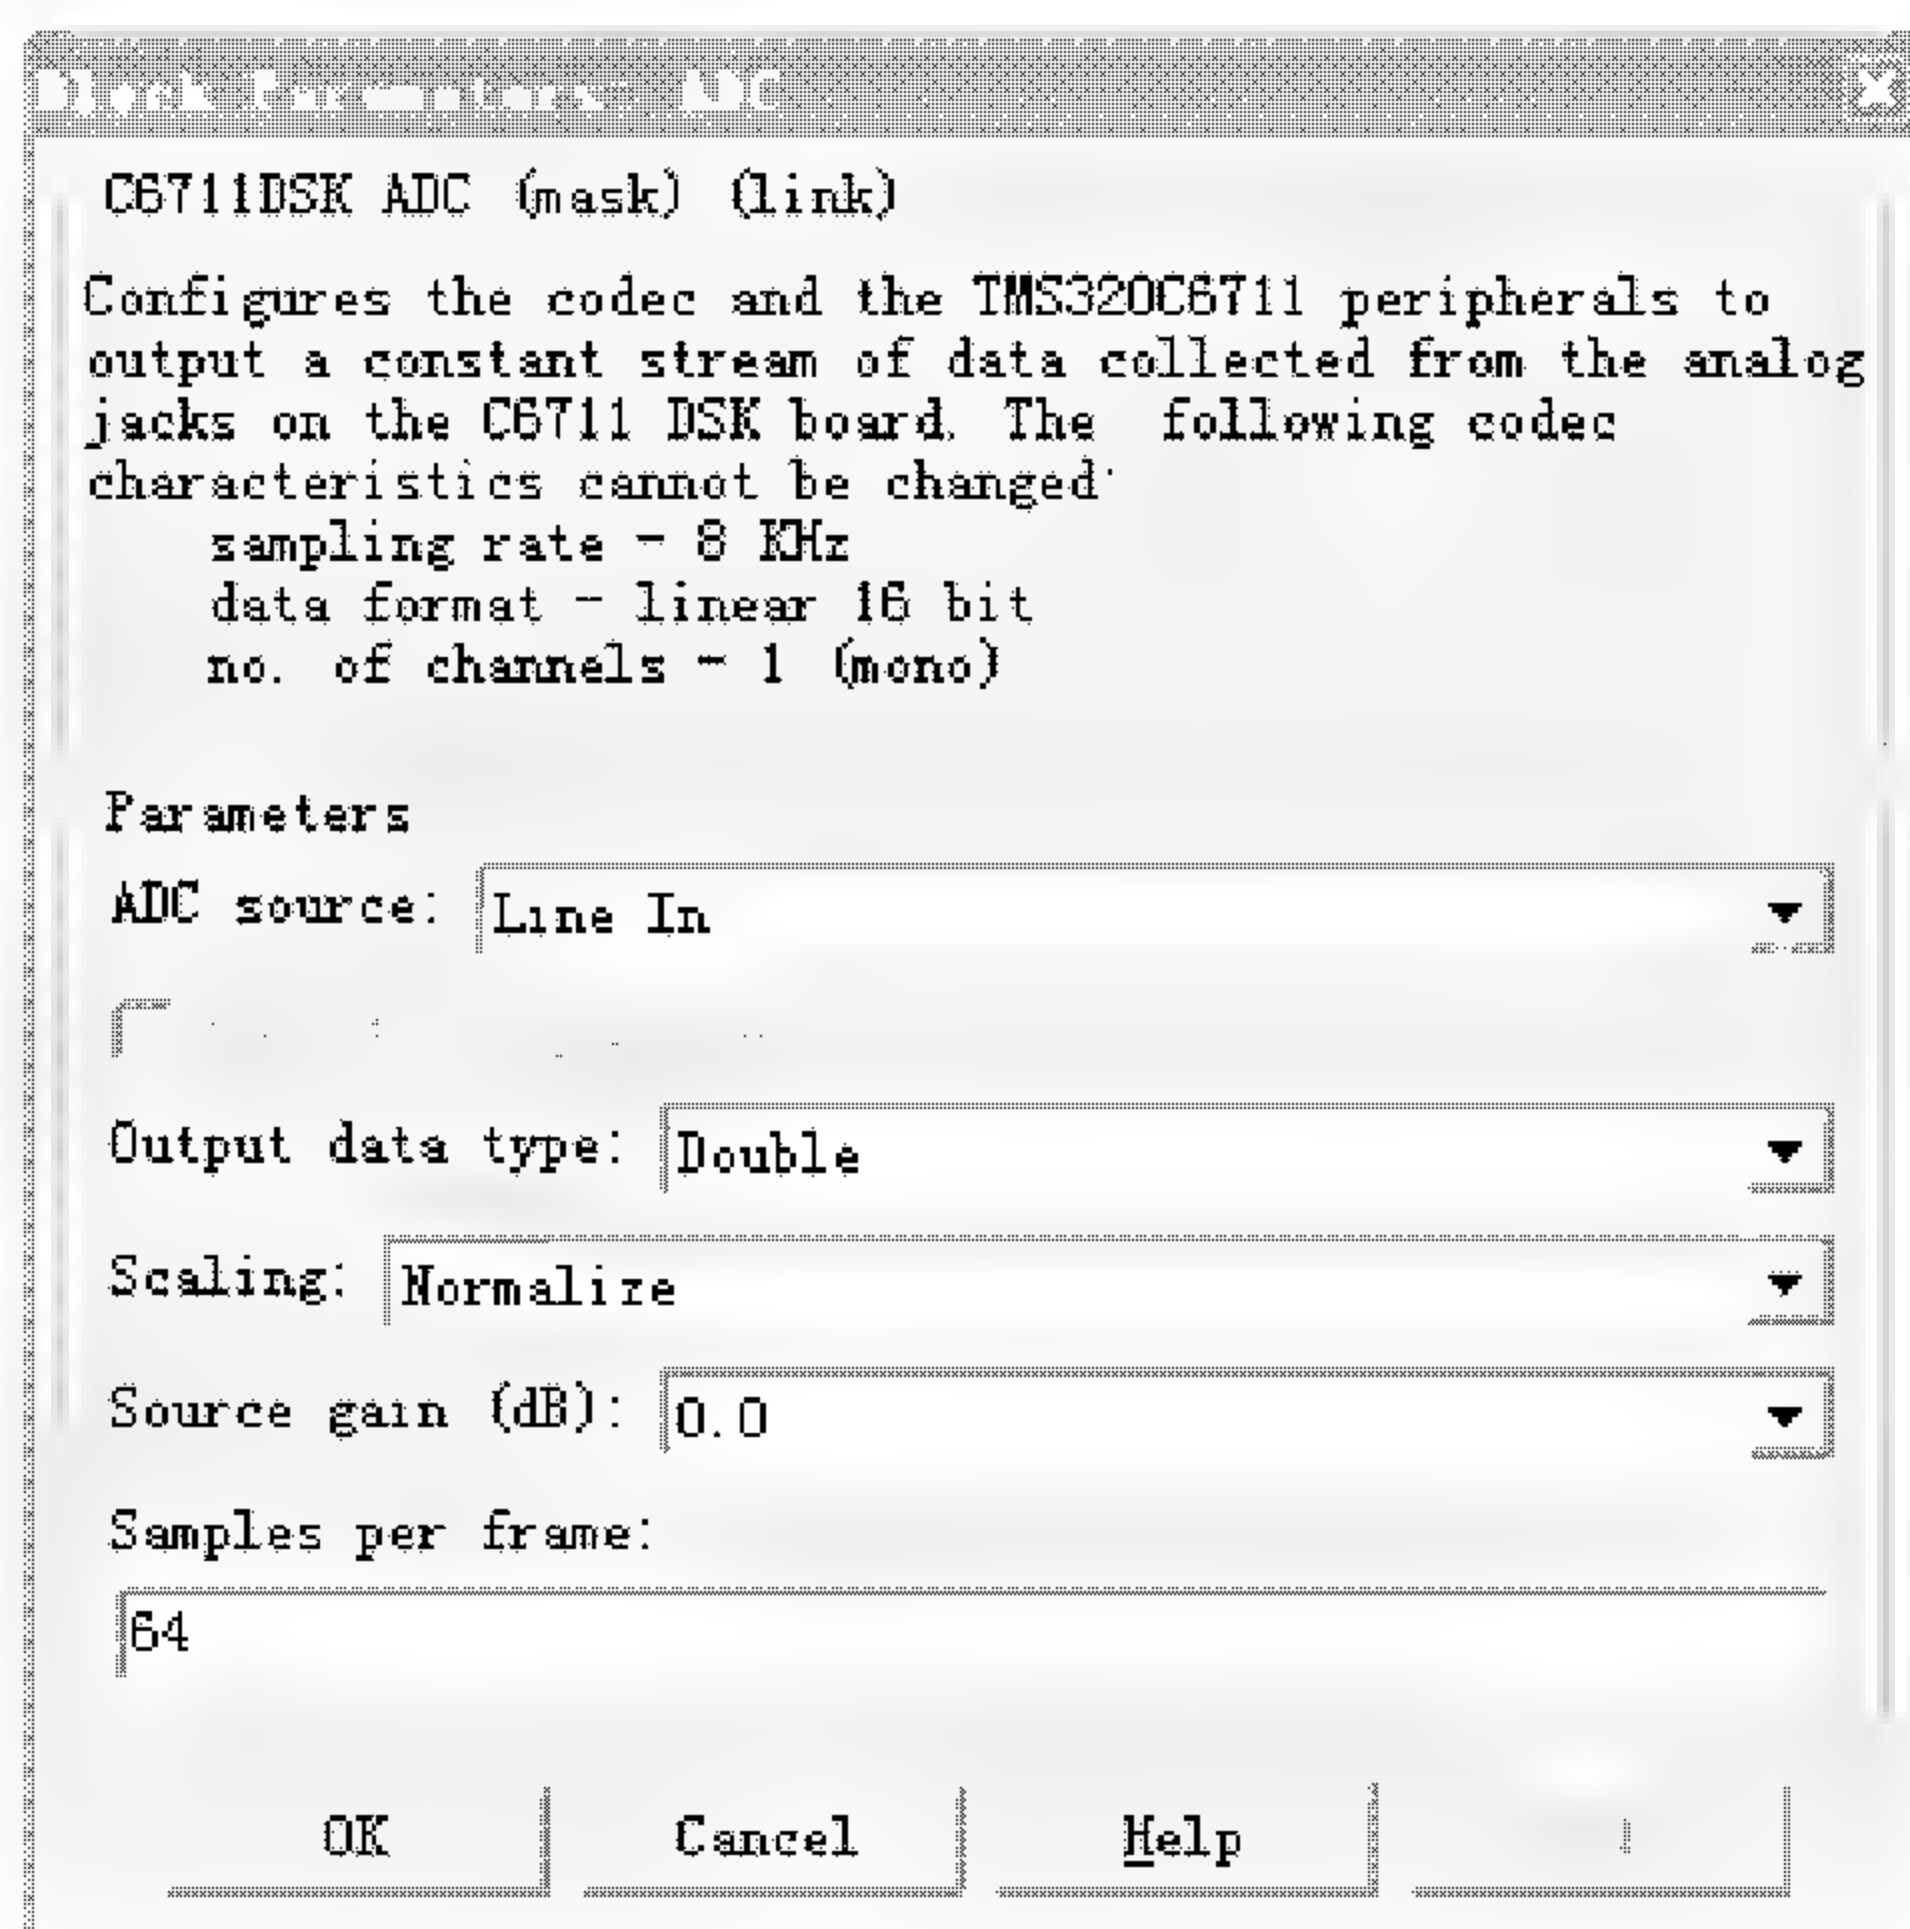 Block Parameters: ADC
C6711DSK ADC (mask) (link)
Configures the codec and the TMS320C6711 peripherals to
output a constant stream of data collected from the analog
jacks on the C6711 DSK board. The following codec
characteristics cannot be changed:
sampling rate - 8 KHz
data format - linear 16 bit
no. of channels - 1 (mono)
Parameters
ADC source: Line In
Output data type: Double
Scaling: Normalize
Source gain (dB): 0.0
Samples per frame:
64
OK Cancel Help